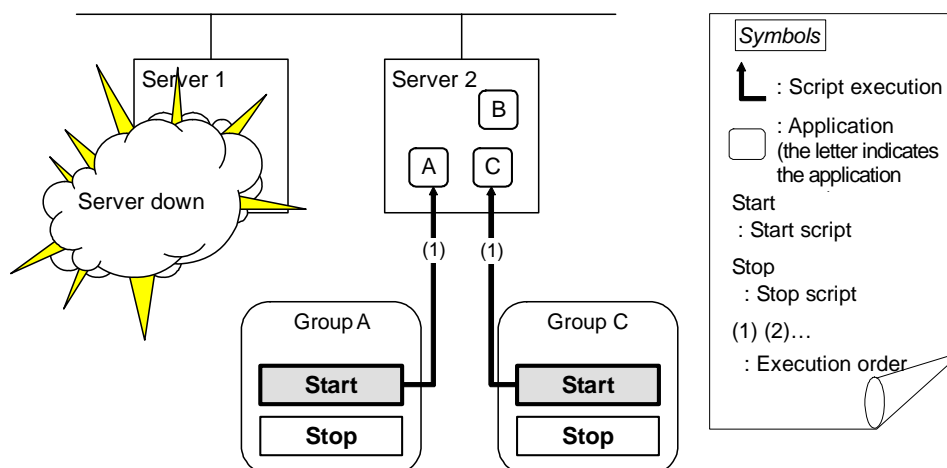 Server 1
Server 2
B
A
C
Server down
(1)
(1)
Group A
Start
Stop
Group C
Start
Stop
Symbols
: Script execution
: Application
(the letter indicates
the application
Start
: Start script
Stop
: Stop script
(1) (2)…
: Execution order